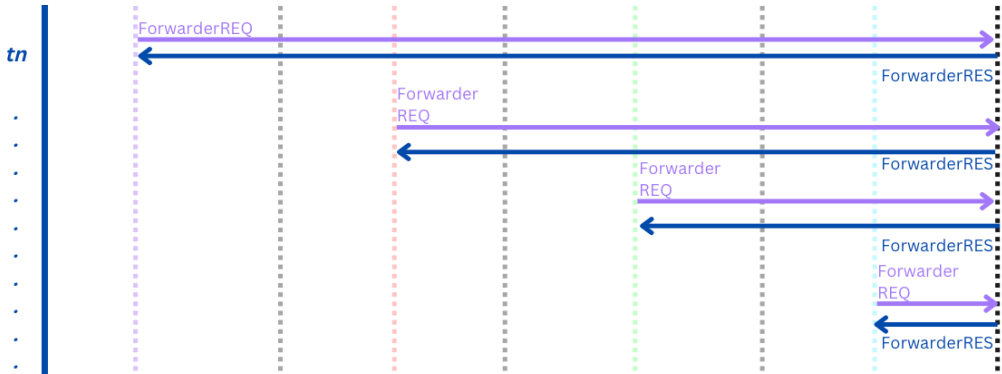 ForwarderREQ
tn
ForwarderRES
Forwarder
REQ
.
.
ForwarderRES
Forwarder
REQ
.
.
.
ForwarderRES
.
Forwarder
REQ
.
.
.
ForwarderRES
.